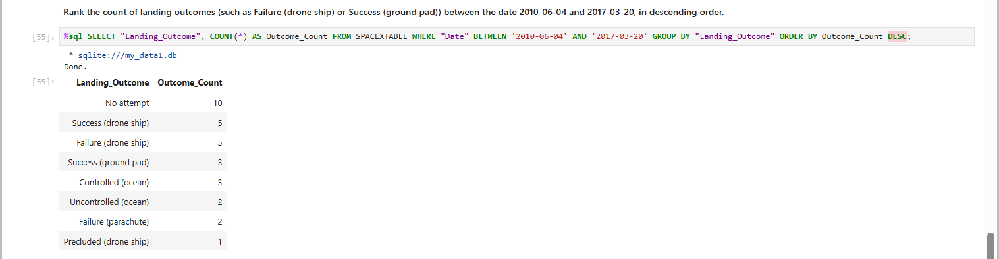 Rank the count of landing outcomes (such as Failure (drone ship) or Success (ground pad)) between the date 2010-06-04 and 2017-03-20, in descending order.
[55]: %sql SELECT "Landing_Outcome", COUNT(*) AS Outcome_Count FROM SPACEXTABLE WHERE "Date" BETWEEN '2010-06-04' AND '2017-03-20' GROUP BY "Landing_Outcome" ORDER BY Outcome_Count DESC;
* sqlite:///my_data1.db
Done.
[55]: Landing_Outcome Outcome_Count
No attempt 10
Success (drone ship) 5
Failure (drone ship) 5
Success (ground pad) 3
Controlled (ocean) 3
Uncontrolled (ocean) 2
Failure (parachute) 2
Precluded (drone ship) 1